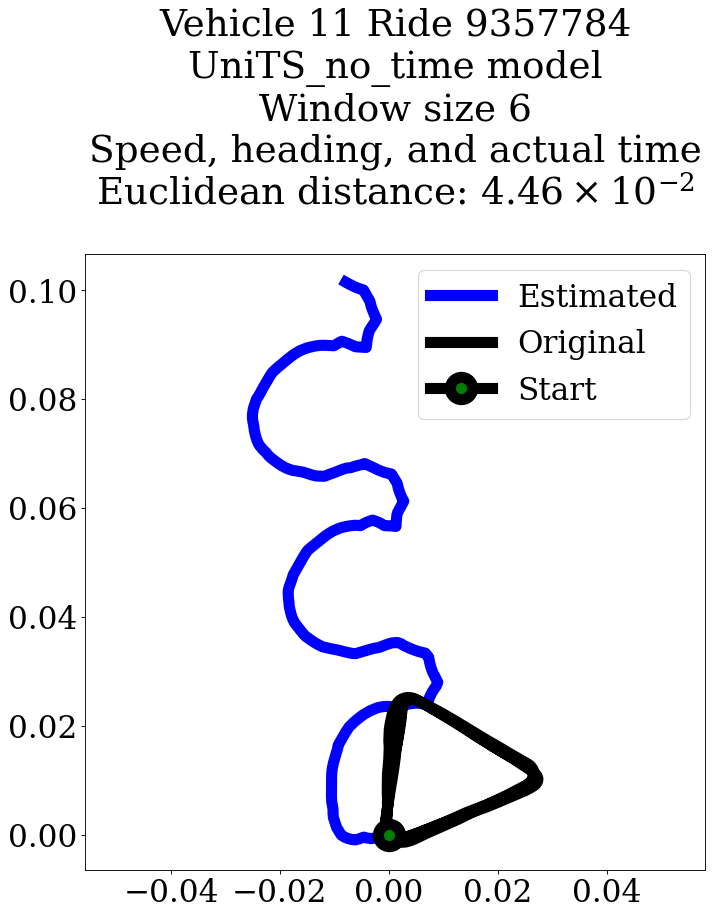 Vehicle 11 Ride 9357784
UniTS_no_time model
Window size 6
Speed, heading, and actual time
Euclidean distance: 4.46 × 10⁻²
Estimated
Original
Start
0.10
0.08
0.06
0.04
0.02
0.00
−0.04 −0.02 0.00 0.02 0.04